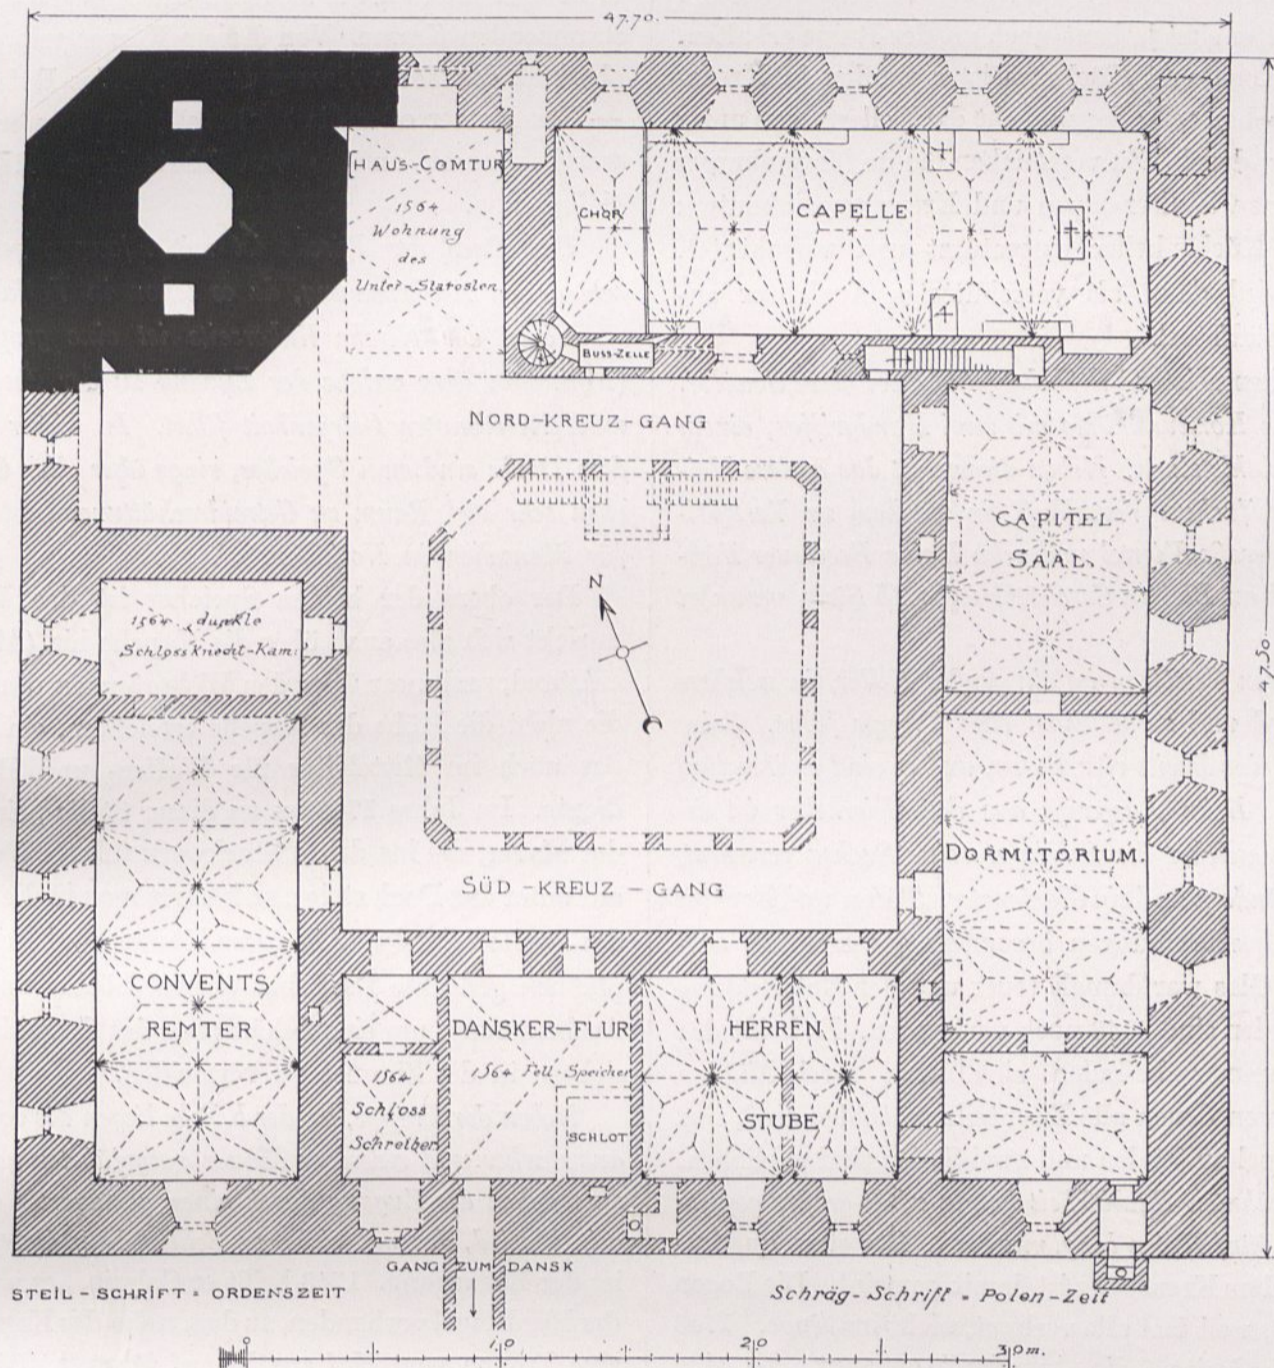 47.70.
[HAUS-COMTUR]
1564
Wohnung
des
Unter-Starosten.
CHOR
CAPELLE
BUSS-ZELLE
NORD-KREUZ-GANG
CAPITEL-
SAAL.
N
1564. dunkle
Schlossknecht-Kam:
47,50
DORMITORIUM.
SÜD-KREUZ-GANG
CONVENTS
REMTER
DANSKER-FLUR
1564 Fell-Speicher
SCHLOT
HERREN
STUBE
1564
Schloss
Schreiber
GANG ZUM DANSK
STEIL-SCHRIFT = ORDENSZEIT
Schräg-Schrift = Polen-Zeit
0 10 20 30m.